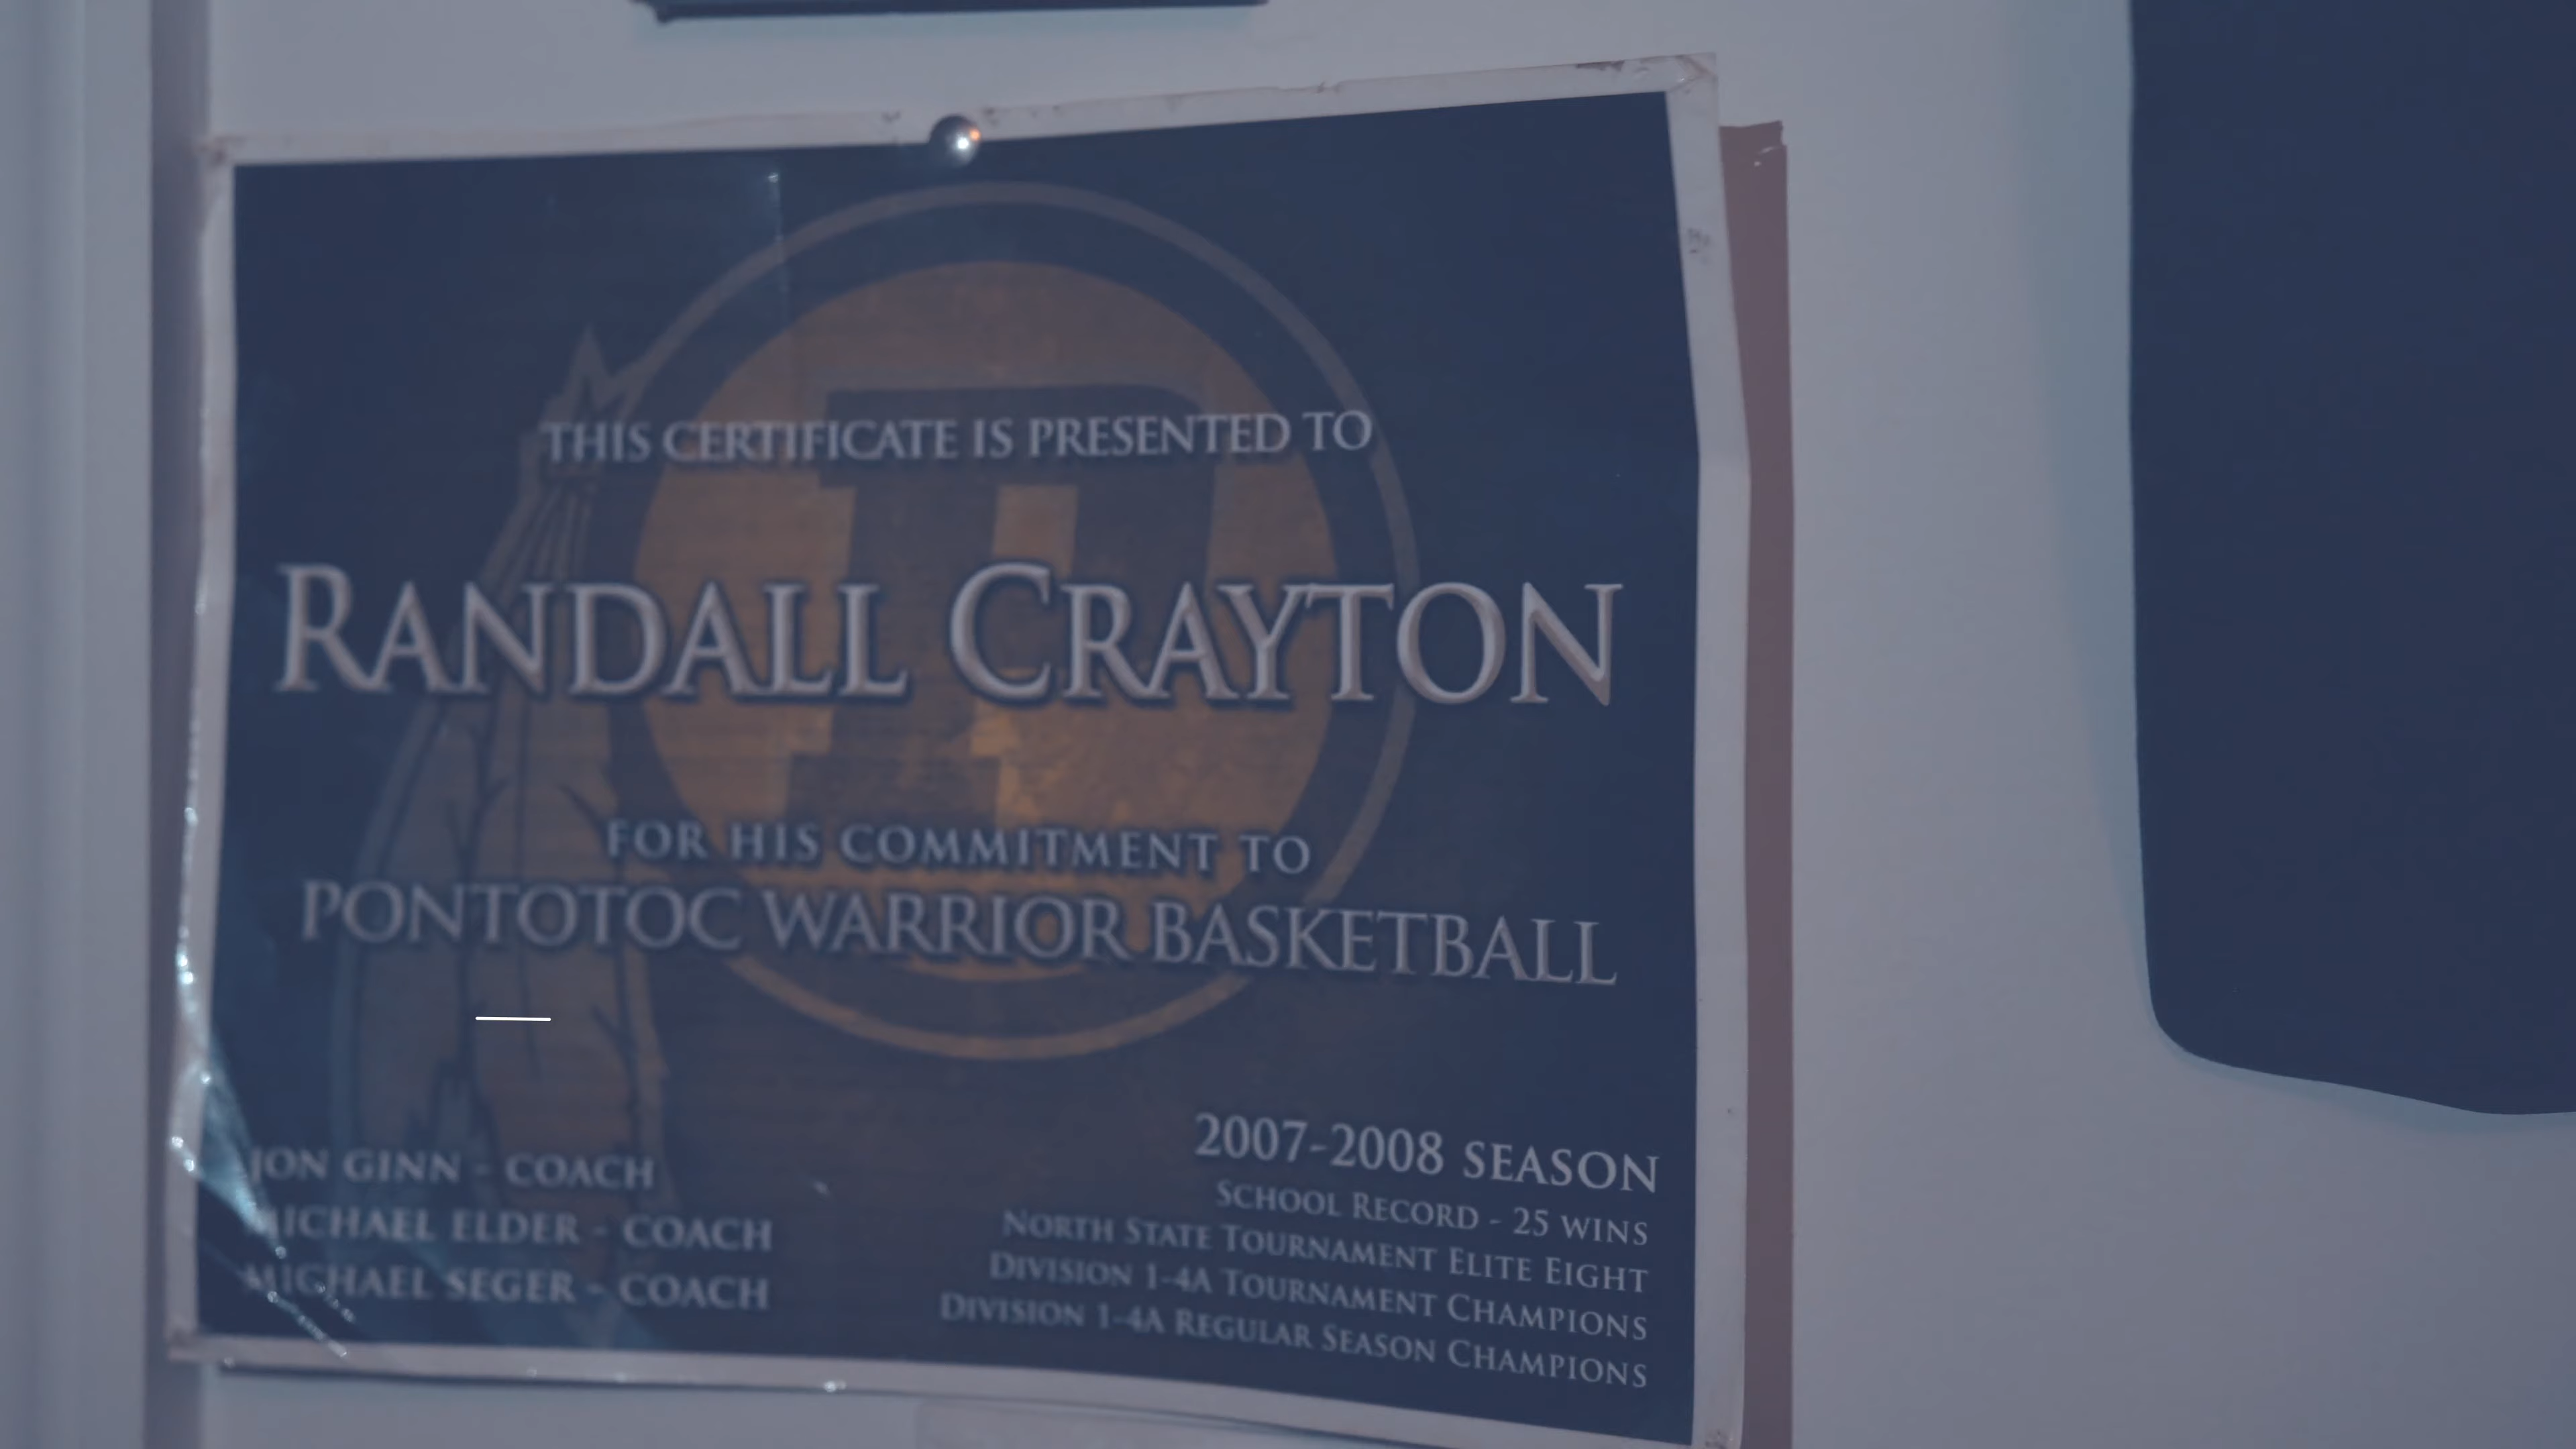 THIS CERTIFICATE IS PRESENTED TO
RANDALL CRAYTON
FOR HIS COMMITMENT TO
PONTOTOC WARRIOR BASKETBALL
JON GINN - COACH
MICHAEL ELDER - COACH
MICHAEL SEGER - COACH
2007-2008 SEASON
SCHOOL RECORD - 25 WINS
NORTH STATE TOURNAMENT ELITE EIGHT
DIVISION 1-4A TOURNAMENT CHAMPIONS
DIVISION 1-4A REGULAR SEASON CHAMPIONS